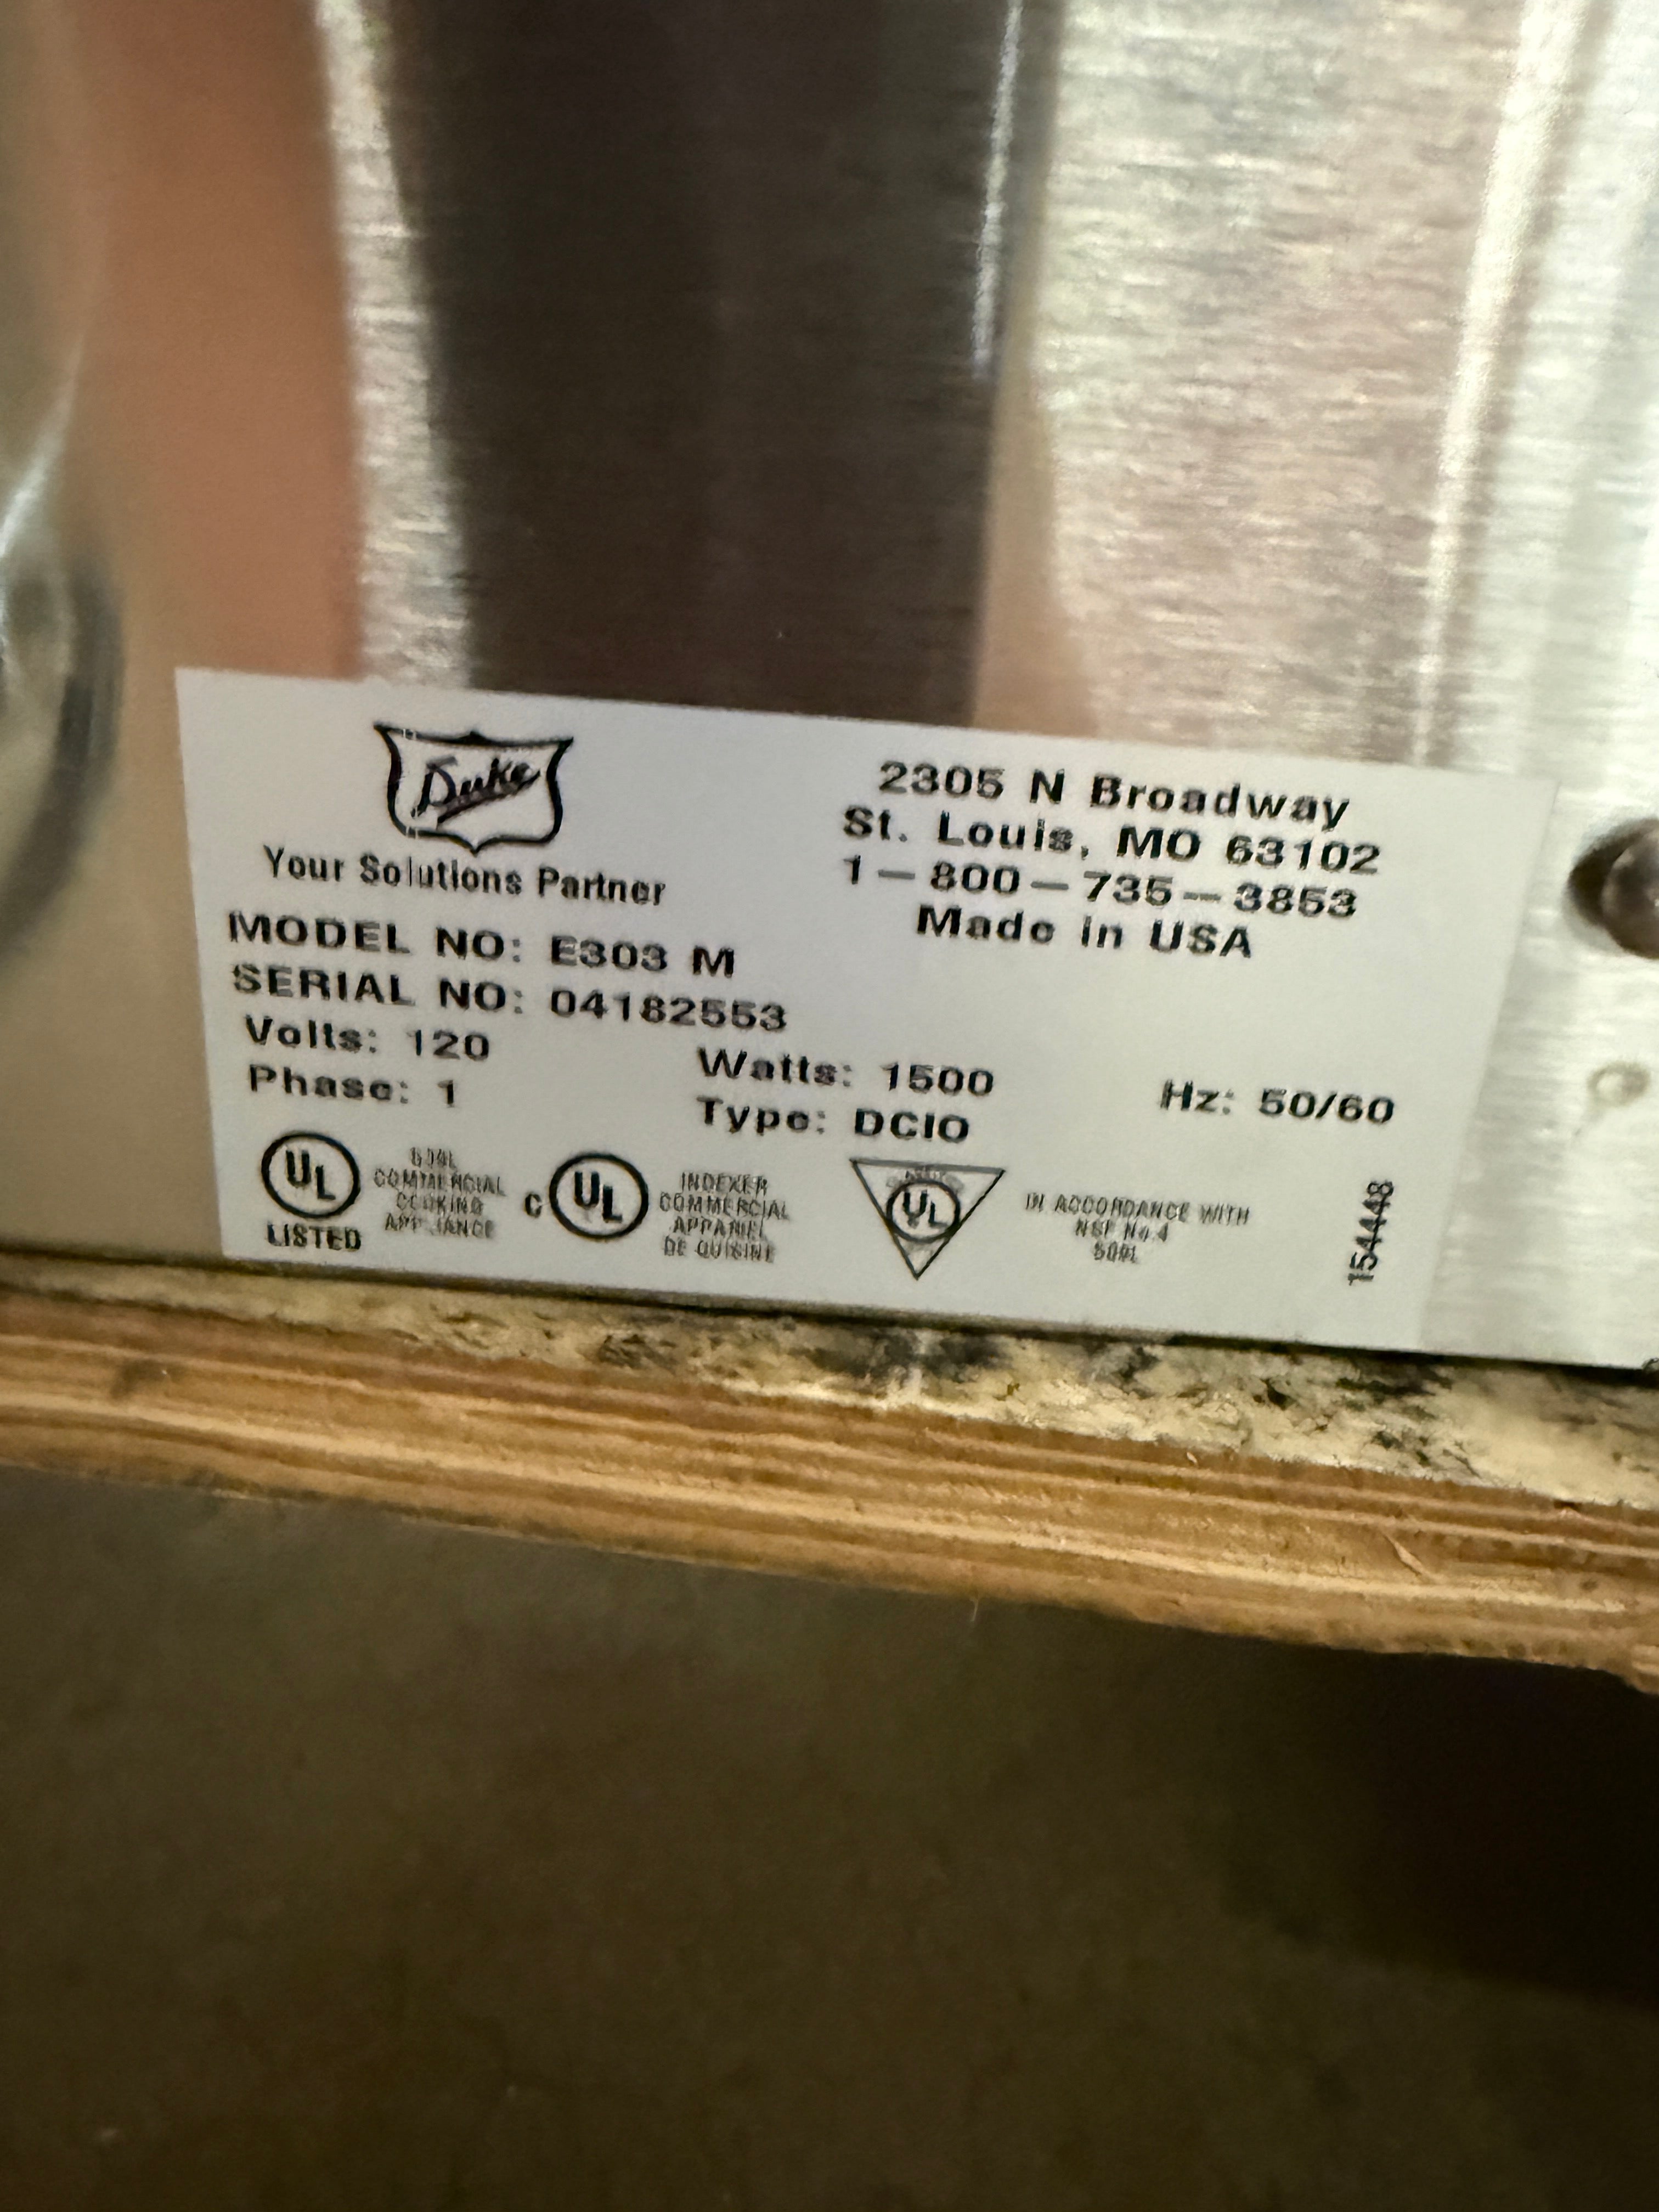 Duke
Your Solutions Partner
2305 N Broadway
St. Louis, MO 63102
1-800-735-3853
Made in USA
MODEL NO: E303 M
SERIAL NO: 04182553
Volts: 120
Watts: 1500
Hz: 50/60
Phase: 1
Type: DCIO
UL
LISTED
COMMERCIAL
COOKING
APPLIANCE
C UL
COMMERCIAL
APPAREIL
DE CUISINE
UL
IN ACCORDANCE WITH
NSF No.4
154448